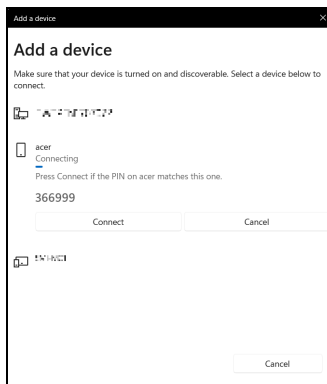 Add a device
Add a device
Make sure that your device is turned on and discoverable. Select a device below to
connect.
acer
Connecting
Press Connect if the PIN on acer matches this one.
366999
Connect Cancel
Cancel